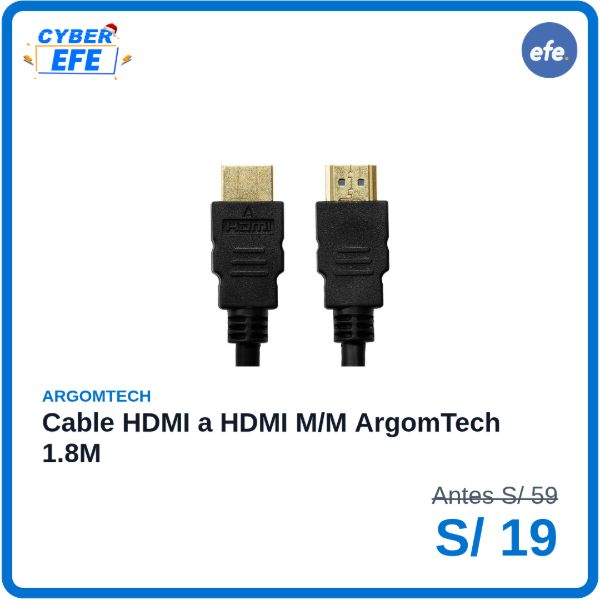 CYBER
EFE
efe.
HDMI
ARGOMTECH
Cable HDMI a HDMI M/M ArgomTech
1.8M
Antes S/ 59
S/ 19